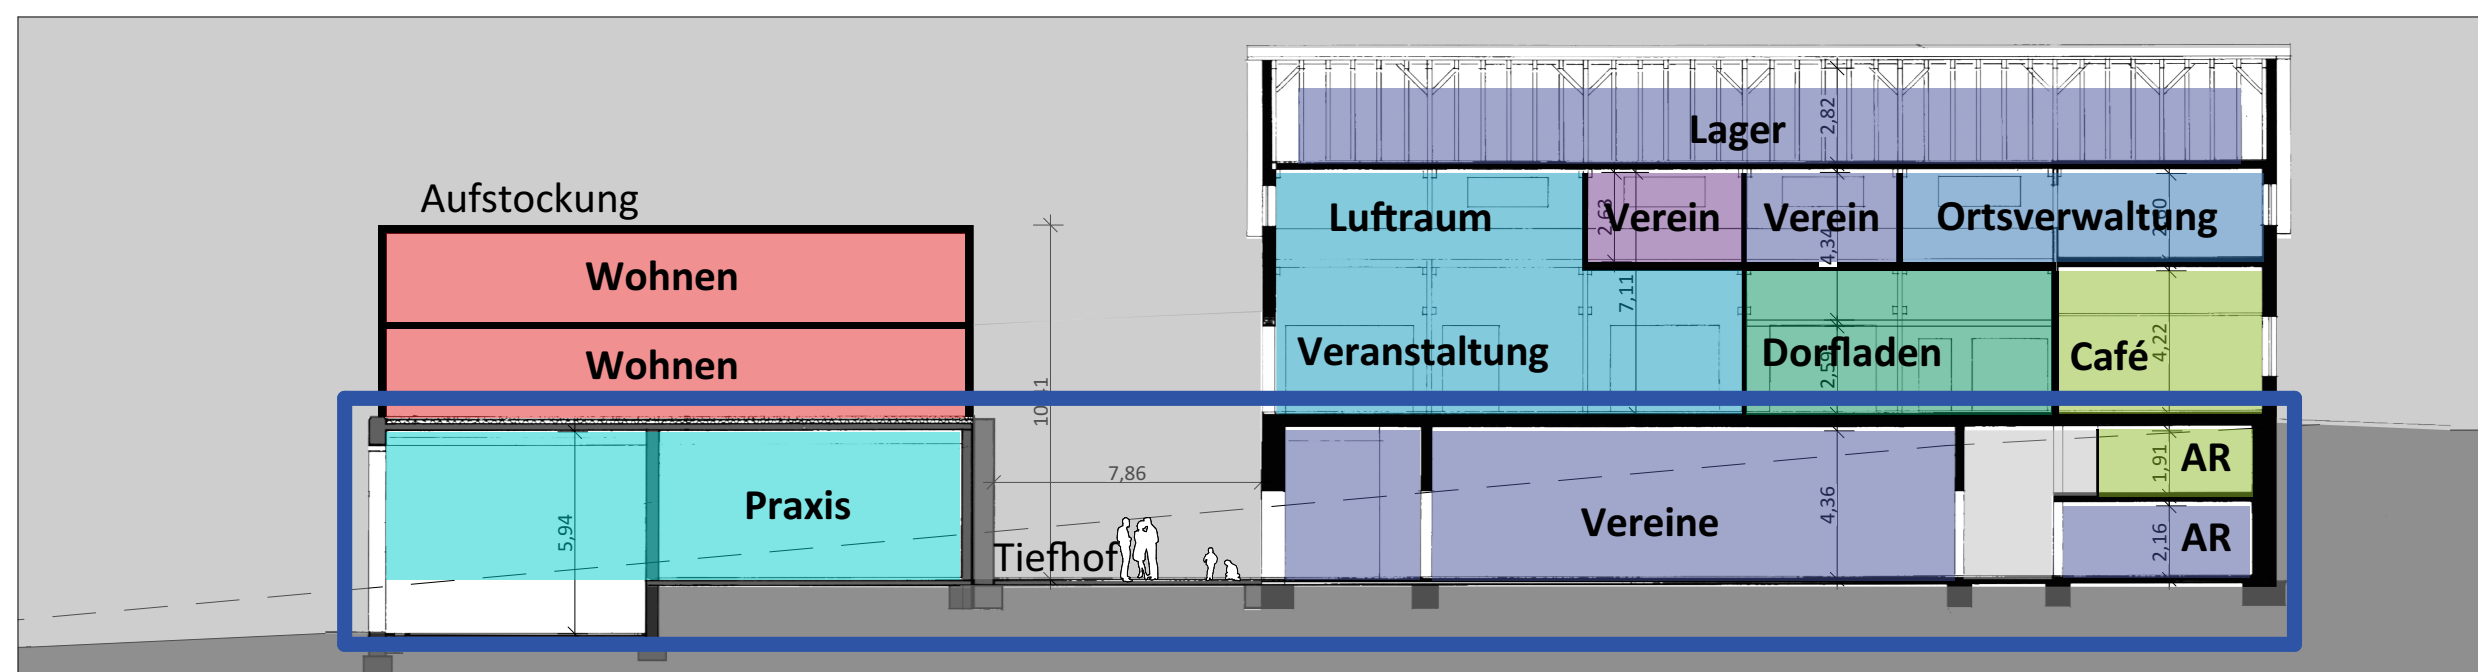 Lager
2,82
Aufstockung
Luftraum
Verein
Verein
Ortsverwaltung
2,63
4,34
Wohnen
7,11
Wohnen
Veranstaltung
Dorfladen
Café
2,59
4,22
7,86
AR
1,91
Praxis
5,94
Vereine
4,36
Tiefhof
AR
2,16